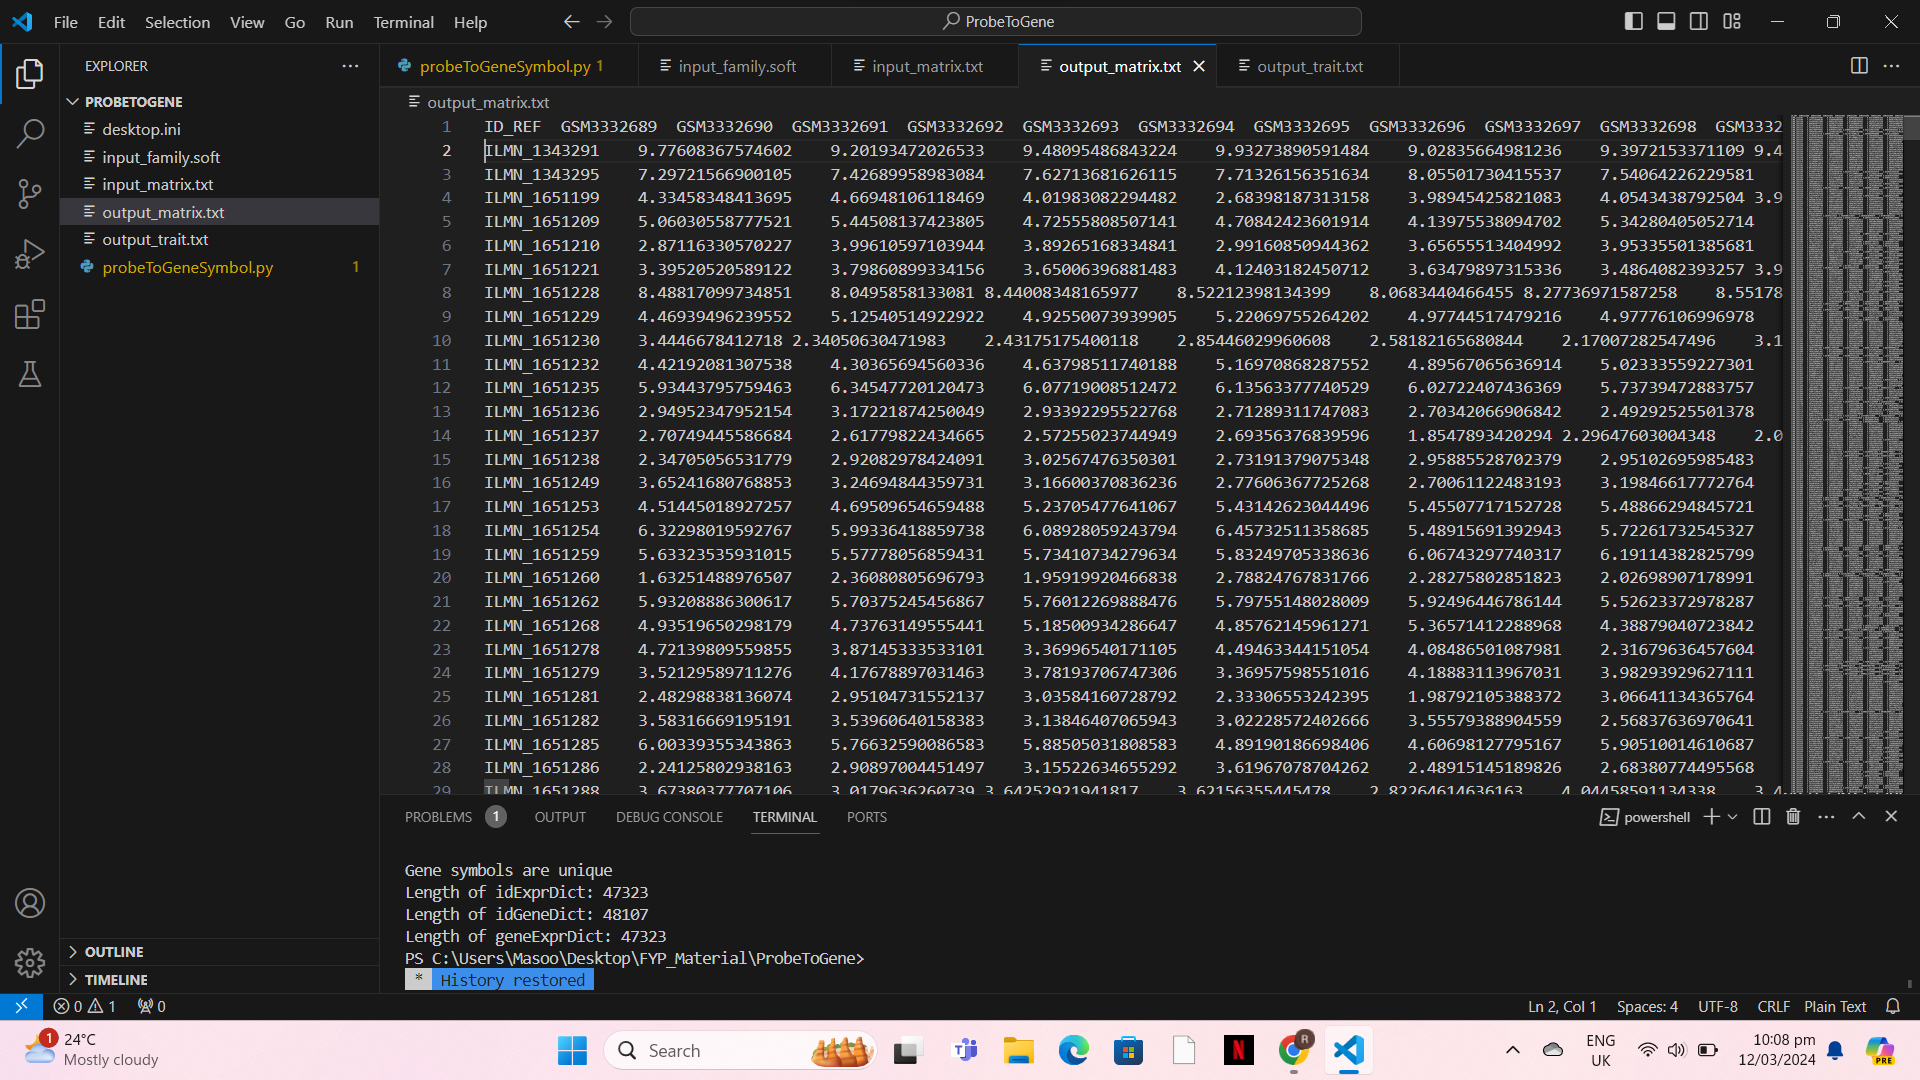 File Edit Selection View Go Run Terminal Help
ProbeToGene
EXPLORER
PROBETOGENE
desktop.ini
input_family.soft
input_matrix.txt
output_matrix.txt
output_trait.txt
probeToGeneSymbol.py 1
OUTLINE
TIMELINE
probeToGeneSymbol.py 1 input_family.soft input_matrix.txt output_matrix.txt output_trait.txt
output_matrix.txt
1 ID_REF GSM3332689 GSM3332690 GSM3332691 GSM3332692 GSM3332693 GSM3332694 GSM3332695 GSM3332696 GSM3332697 GSM3332698 GSM3332
2 ILMN_1343291 9.77608367574602 9.20193472026533 9.48095486843224 9.93273890591484 9.02835664981236 9.3972153371109 9.4
3 ILMN_1343295 7.29721566900105 7.42689958983084 7.62713681626115 7.71326156351634 8.05501730415537 7.54064226229581
4 ILMN_1651199 4.33458348413695 4.66948106118469 4.01983082294482 2.68398187313158 3.98945425821083 4.0543438792504 3.9
5 ILMN_1651209 5.06030558777521 5.44508137423805 4.72555808507141 4.70842423601914 4.13975538094702 5.34280405052714
6 ILMN_1651210 2.87116330570227 3.99610597103944 3.89265168334841 2.99160850944362 3.65655513404992 3.95335501385681
7 ILMN_1651221 3.39520520589122 3.79860899334156 3.65006396881483 4.12403182450712 3.63479897315336 3.4864082393257 3.9
8 ILMN_1651228 8.48817099734851 8.0495858133081 8.44008348165977 8.52212398134399 8.0683440466455 8.27736971587258 8.55178
9 ILMN_1651229 4.46939496239552 5.12540514922922 4.92550073939905 5.22069755264202 4.97744517479216 4.97776106996978
10 ILMN_1651230 3.4446678412718 2.34050630471983 2.43175175400118 2.85446029960608 2.58182165680844 2.17007282547496 3.1
11 ILMN_1651232 4.42192081307538 4.30365694560336 4.63798511740188 5.16970868287552 4.89567065636914 5.02333559227301
12 ILMN_1651235 5.93443795759463 6.34547720120473 6.07719008512472 6.13563377740529 6.02722407436369 5.73739472883757
13 ILMN_1651236 2.94952347952154 3.17221874250049 2.93392295522768 2.71289311747083 2.70342066906842 2.49292525501378
14 ILMN_1651237 2.70749445586684 2.61779822434665 2.57255023744949 2.69356376839596 1.8547893420294 2.29647603004348 2.0
15 ILMN_1651238 2.34705056531779 2.92082978424091 3.02567476350301 2.73191379075348 2.95885528702379 2.95102695985483
16 ILMN_1651249 3.65241680768853 3.24694844359731 3.16600370836236 2.77606367725268 2.70061122483193 3.19846617772764
17 ILMN_1651253 4.51445018927257 4.69509654659488 5.23705477641067 5.43142623044496 5.45507717152728 5.48866294845721
18 ILMN_1651254 6.32298019592767 5.99336418859738 6.08928059243794 6.45732511358685 5.48915691392943 5.72261732545327
19 ILMN_1651259 5.63323535931015 5.57778056859431 5.73410734279634 5.83249705338636 6.06743297740317 6.19114382825799
20 ILMN_1651260 1.63251488976507 2.36080805696793 1.95919920466838 2.78824767831766 2.28275802851823 2.02698907178991
21 ILMN_1651262 5.93208886300617 5.70375245456867 5.76012269888476 5.79755148028009 5.92496446786144 5.52623372978287
22 ILMN_1651268 4.93519650298179 4.73763149555441 5.18500934286647 4.85762145961271 5.36571412288968 4.38879040723842
23 ILMN_1651278 4.72139809559855 3.87145333533101 3.36996540171105 4.49463344151054 4.08486501087981 2.31679636457604
24 ILMN_1651279 3.52129589711276 4.17678897031463 3.78193706747306 3.36957598551016 4.18883113967031 3.98293929627111
25 ILMN_1651281 2.48298838136074 2.95104731552137 3.03584160728792 2.33306553242395 1.98792105388372 3.06641134365764
26 ILMN_1651282 3.58316669195191 3.53960640158383 3.13846407065943 3.02228572402666 3.55579388904559 2.56837636970641
27 ILMN_1651285 6.00339355343863 5.76632590086583 5.88505031808583 4.89190186698406 4.60698127795167 5.90510014610687
28 ILMN_1651286 2.24125802938163 2.90897004451497 3.15522634655292 3.61967078704262 2.48915145189826 2.68380774495568
29 ILMN_1651288 3.67380377707106 3.0179636260739 3.64252921941817 3.62156355445478 2.82264614636163 4.04458591134338 3.4
PROBLEMS 1 OUTPUT DEBUG CONSOLE TERMINAL PORTS powershell
Gene symbols are unique
Length of idExprDict: 47323
Length of idGeneDict: 48107
Length of geneExprDict: 47323
PS C:\Users\Masoo\Desktop\FYP_Material\ProbeToGene>
* History restored
0 1 0 Ln 2, Col 1 Spaces: 4 UTF-8 CRLF Plain Text
1 24°C
Mostly cloudy
Search
N
R
ENG
UK
10:08 pm
12/03/2024
PRE